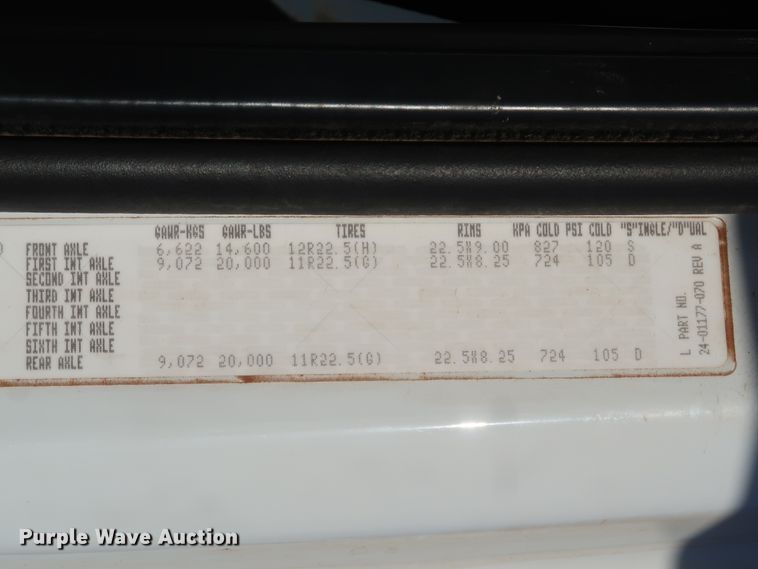 GAWR-KGS GAWR-LBS TIRES RIMS KPA COLD PSI COLD "S"INGLE/"D"UAL
FRONT AXLE 6,622 14,600 12R22.5(H) 22.5X9.00 827 120 S
FIRST INT AXLE 9,072 20,000 11R22.5(G) 22.5X8.25 724 105 D
SECOND INT AXLE
THIRD INT AXLE
FOURTH INT AXLE
FIFTH INT AXLE
SIXTH INT AXLE
REAR AXLE 9,072 20,000 11R22.5(G) 22.5X8.25 724 105 D
L PART NO.
24-01177-070 REV A
Purple Wave Auction